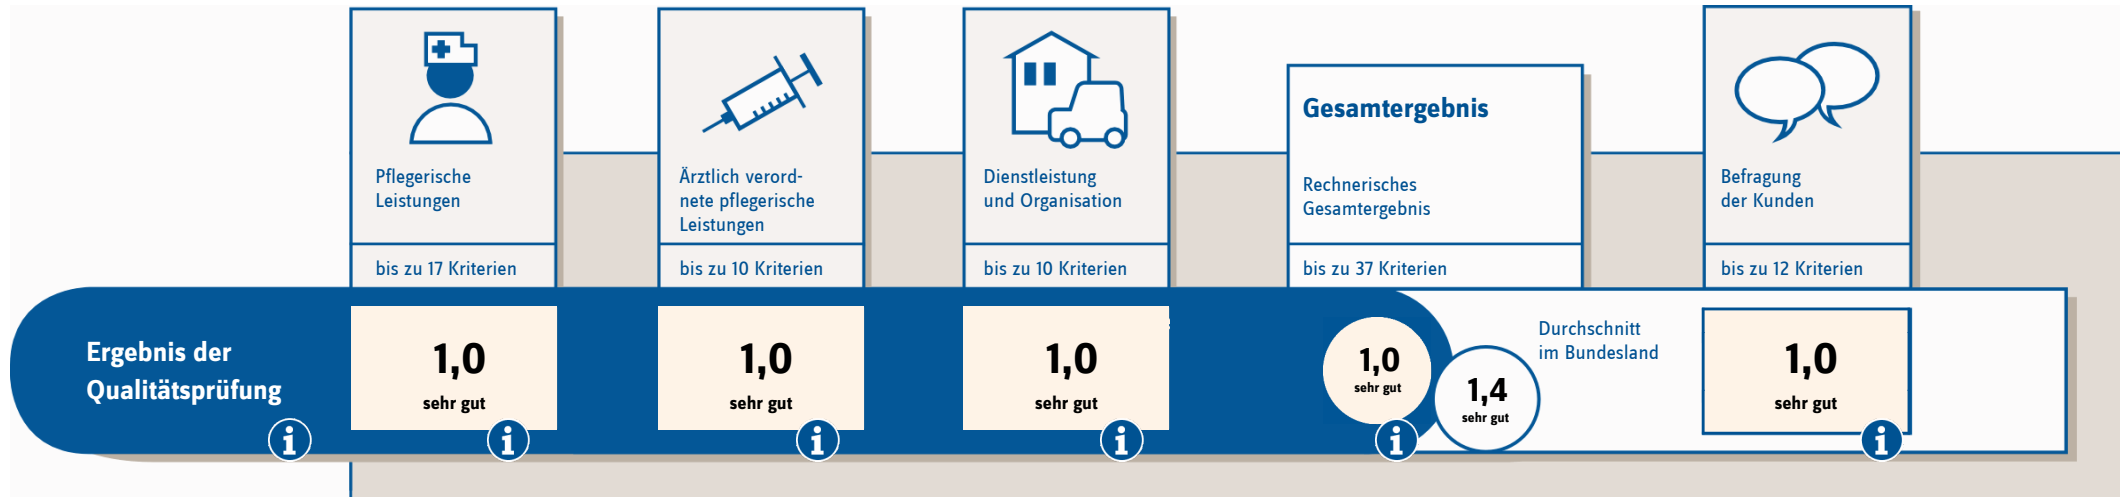 Pflegerische
Leistungen
bis zu 17 Kriterien
Ärztlich verord-
nete pflegerische
Leistungen
bis zu 10 Kriterien
Dienstleistung
und Organisation
bis zu 10 Kriterien
Gesamtergebnis
Rechnerisches
Gesamtergebnis
bis zu 37 Kriterien
Befragung
der Kunden
bis zu 12 Kriterien
Ergebnis der
Qualitätsprüfung
i
1,0
sehr gut
i
1,0
sehr gut
i
1,0
sehr gut
i
1,0
sehr gut
i
1,4
sehr gut
Durchschnitt
im Bundesland
1,0
sehr gut
i